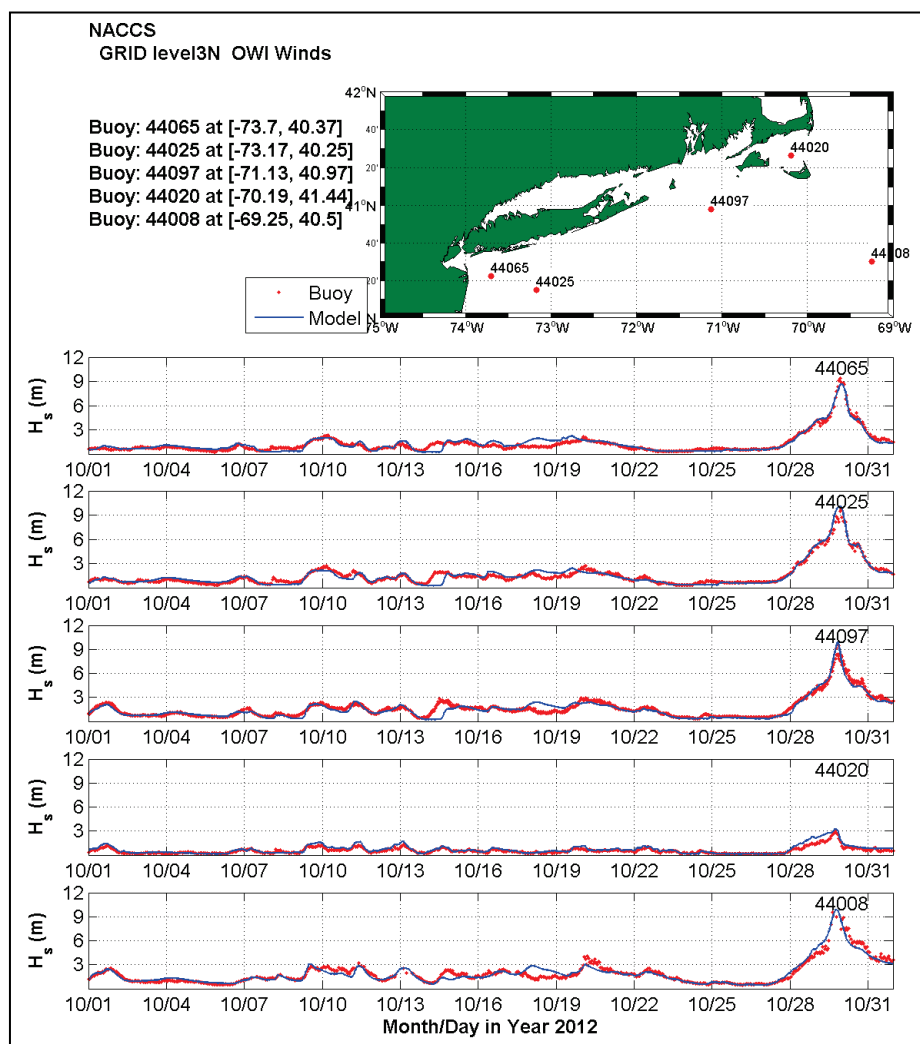 NACCS
GRID level3N OWI Winds
Buoy: 44065 at [-73.7, 40.37]
Buoy: 44025 at [-73.17, 40.25]
Buoy: 44097 at [-71.13, 40.97]
Buoy: 44020 at [-70.19, 41.44]
Buoy: 44008 at [-69.25, 40.5]
Buoy
Model
42°N
40'
20'
41°N
40'
20'
N
75°W 74°W 73°W 72°W 71°W 70°W 69°W
44020
44097
44065
44025
44 08
12
9
6
3
H_s (m)
44065
10/01 10/04 10/07 10/10 10/13 10/16 10/19 10/22 10/25 10/28 10/31
12
9
6
3
H_s (m)
44025
10/01 10/04 10/07 10/10 10/13 10/16 10/19 10/22 10/25 10/28 10/31
12
9
6
3
H_s (m)
44097
10/01 10/04 10/07 10/10 10/13 10/16 10/19 10/22 10/25 10/28 10/31
12
9
6
3
H_s (m)
44020
10/01 10/04 10/07 10/10 10/13 10/16 10/19 10/22 10/25 10/28 10/31
12
9
6
3
H_s (m)
44008
10/01 10/04 10/07 10/10 10/13 10/16 10/19 10/22 10/25 10/28 10/31
Month/Day in Year 2012